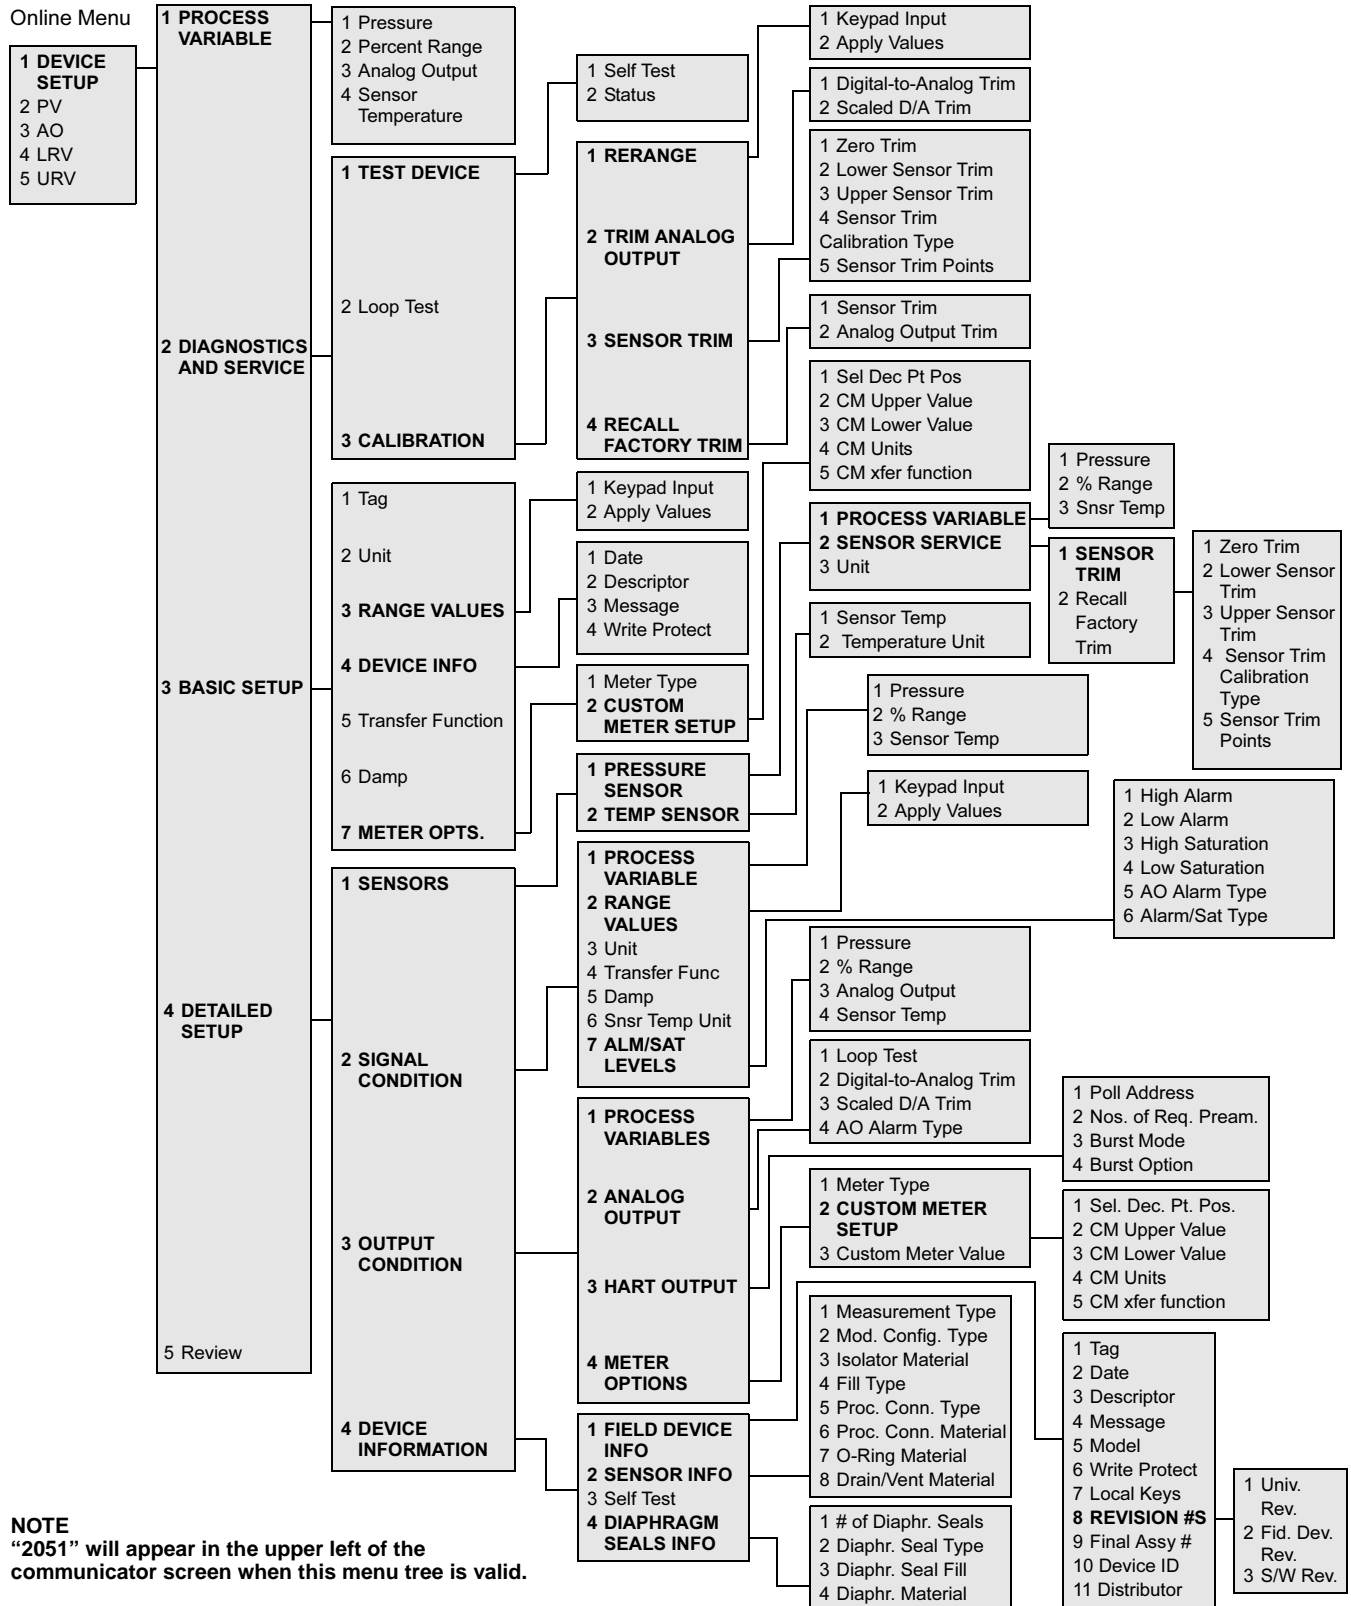 Online Menu
1 DEVICE
SETUP
2 PV
3 AO
4 LRV
5 URV
1 PROCESS
VARIABLE
2 DIAGNOSTICS
AND SERVICE
3 BASIC SETUP
4 DETAILED
SETUP
5 Review
1 Pressure
2 Percent Range
3 Analog Output
4 Sensor
Temperature
1 TEST DEVICE
2 Loop Test
3 CALIBRATION
1 Tag
2 Unit
3 RANGE VALUES
4 DEVICE INFO
5 Transfer Function
6 Damp
7 METER OPTS.
1 SENSORS
2 SIGNAL
CONDITION
3 OUTPUT
CONDITION
4 DEVICE
INFORMATION
1 Self Test
2 Status
1 RERANGE
2 TRIM ANALOG
OUTPUT
3 SENSOR TRIM
4 RECALL
FACTORY TRIM
1 Keypad Input
2 Apply Values
1 Date
2 Descriptor
3 Message
4 Write Protect
1 Meter Type
2 CUSTOM
METER SETUP
1 PRESSURE
SENSOR
2 TEMP SENSOR
1 PROCESS
VARIABLE
2 RANGE
VALUES
3 Unit
4 Transfer Func
5 Damp
6 Snsr Temp Unit
7 ALM/SAT
LEVELS
1 PROCESS
VARIABLES
2 ANALOG
OUTPUT
3 HART OUTPUT
4 METER
OPTIONS
1 FIELD DEVICE
INFO
2 SENSOR INFO
3 Self Test
4 DIAPHRAGM
SEALS INFO
1 Keypad Input
2 Apply Values
1 Digital-to-Analog Trim
2 Scaled D/A Trim
1 Zero Trim
2 Lower Sensor Trim
3 Upper Sensor Trim
4 Sensor Trim
Calibration Type
5 Sensor Trim Points
1 Sensor Trim
2 Analog Output Trim
1 Sel Dec Pt Pos
2 CM Upper Value
3 CM Lower Value
4 CM Units
5 CM xfer function
1 PROCESS VARIABLE
2 SENSOR SERVICE
3 Unit
1 Sensor Temp
2 Temperature Unit
1 Pressure
2 % Range
3 Sensor Temp
1 Keypad Input
2 Apply Values
1 Pressure
2 % Range
3 Analog Output
4 Sensor Temp
1 Loop Test
2 Digital-to-Analog Trim
3 Scaled D/A Trim
4 AO Alarm Type
1 Meter Type
2 CUSTOM METER
SETUP
3 Custom Meter Value
1 Measurement Type
2 Mod. Config. Type
3 Isolator Material
4 Fill Type
5 Proc. Conn. Type
6 Proc. Conn. Material
7 O-Ring Material
8 Drain/Vent Material
1 # of Diaphr. Seals
2 Diaphr. Seal Type
3 Diaphr. Seal Fill
4 Diaphr. Material
1 Pressure
2 % Range
3 Snsr Temp
1 SENSOR
TRIM
2 Recall
Factory
Trim
1 Zero Trim
2 Lower Sensor
Trim
3 Upper Sensor
Trim
4 Sensor Trim
Calibration
Type
5 Sensor Trim
Points
1 High Alarm
2 Low Alarm
3 High Saturation
4 Low Saturation
5 AO Alarm Type
6 Alarm/Sat Type
1 Poll Address
2 Nos. of Req. Pream.
3 Burst Mode
4 Burst Option
1 Sel. Dec. Pt. Pos.
2 CM Upper Value
3 CM Lower Value
4 CM Units
5 CM xfer function
1 Tag
2 Date
3 Descriptor
4 Message
5 Model
6 Write Protect
7 Local Keys
8 REVISION #S
9 Final Assy #
10 Device ID
11 Distributor
1 Univ.
Rev.
2 Fid. Dev.
Rev.
3 S/W Rev.
NOTE
“2051” will appear in the upper left of the
communicator screen when this menu tree is valid.